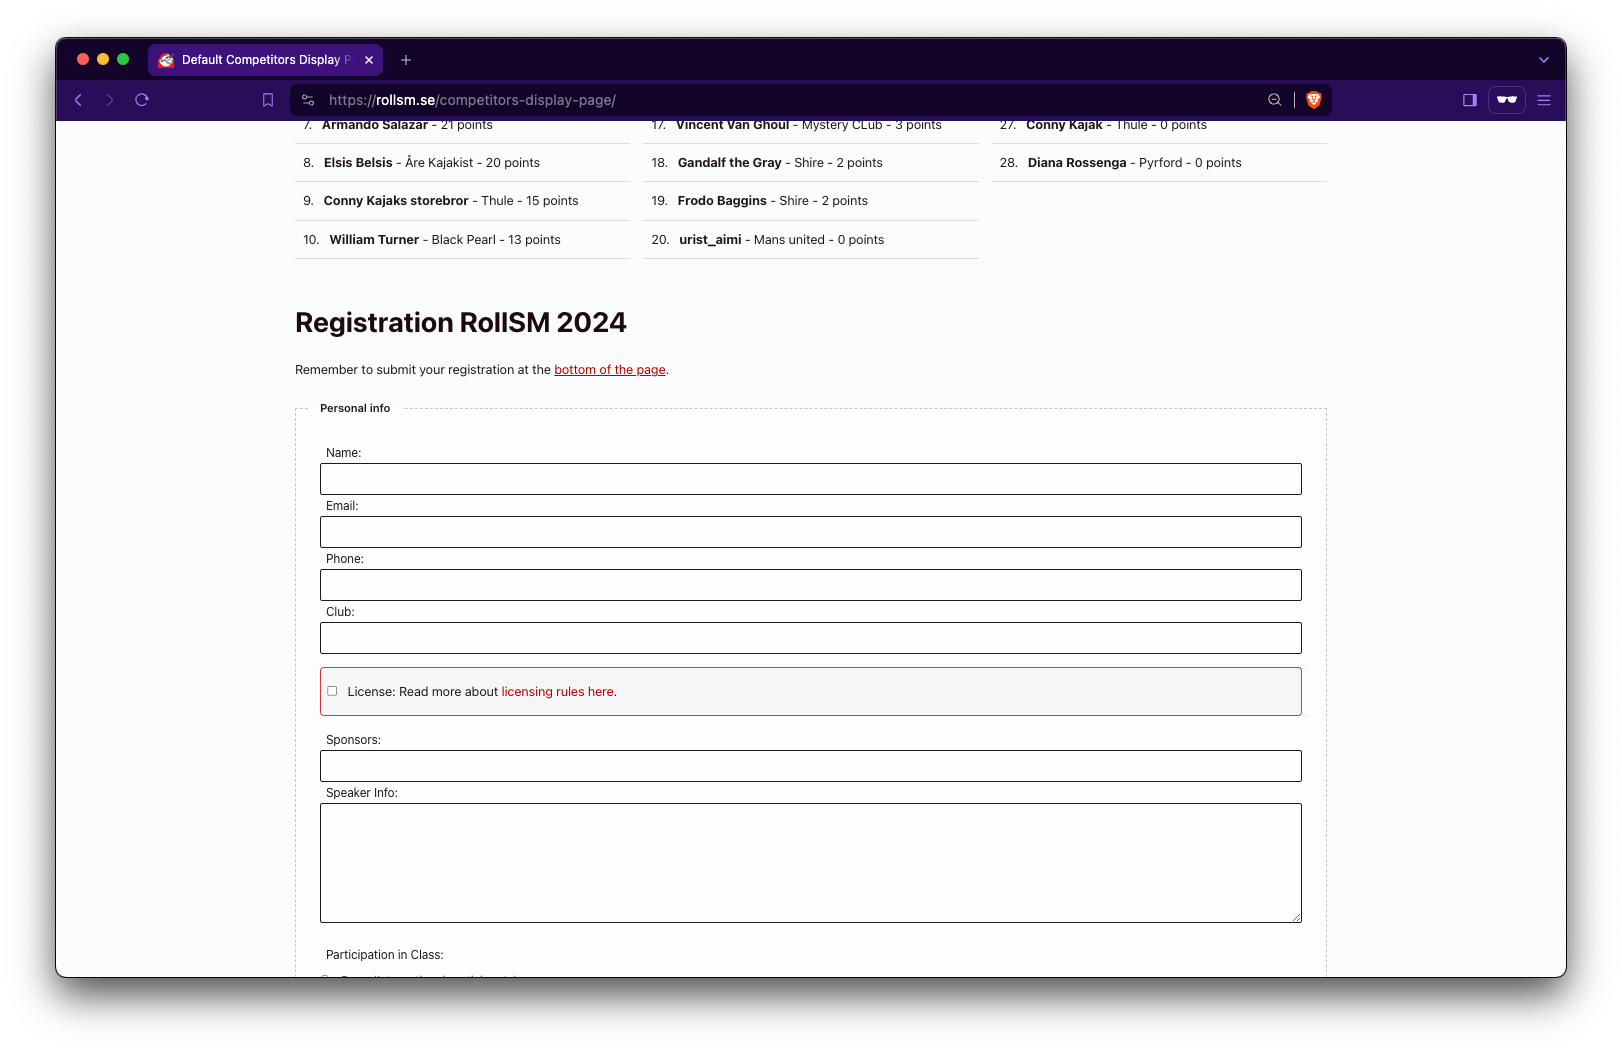 Default Competitors Display P
https://rollsm.se/competitors-display-page/
7. Armando Salazar - 21 points
8. Elsis Belsis - Åre Kajakist - 20 points
9. Conny Kajaks storebror - Thule - 15 points
10. William Turner - Black Pearl - 13 points
17. Vincent Van Ghoul - Mystery CLub - 3 points
18. Gandalf the Gray - Shire - 2 points
19. Frodo Baggins - Shire - 2 points
20. urist_aimi - Mans united - 0 points
27. Conny Kajak - Thule - 0 points
28. Diana Rossenga - Pyrford - 0 points
Registration RollSM 2024
Remember to submit your registration at the bottom of the page.
Personal info
Name:
Email:
Phone:
Club:
License: Read more about licensing rules here.
Sponsors:
Speaker Info:
Participation in Class: